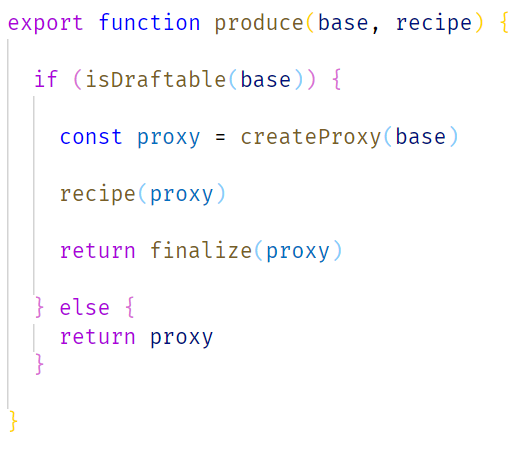 export function produce(base, recipe) {
if (isDraftable(base)) {
const proxy = createProxy(base)
recipe(proxy)
return finalize(proxy)
} else {
return proxy
}
}